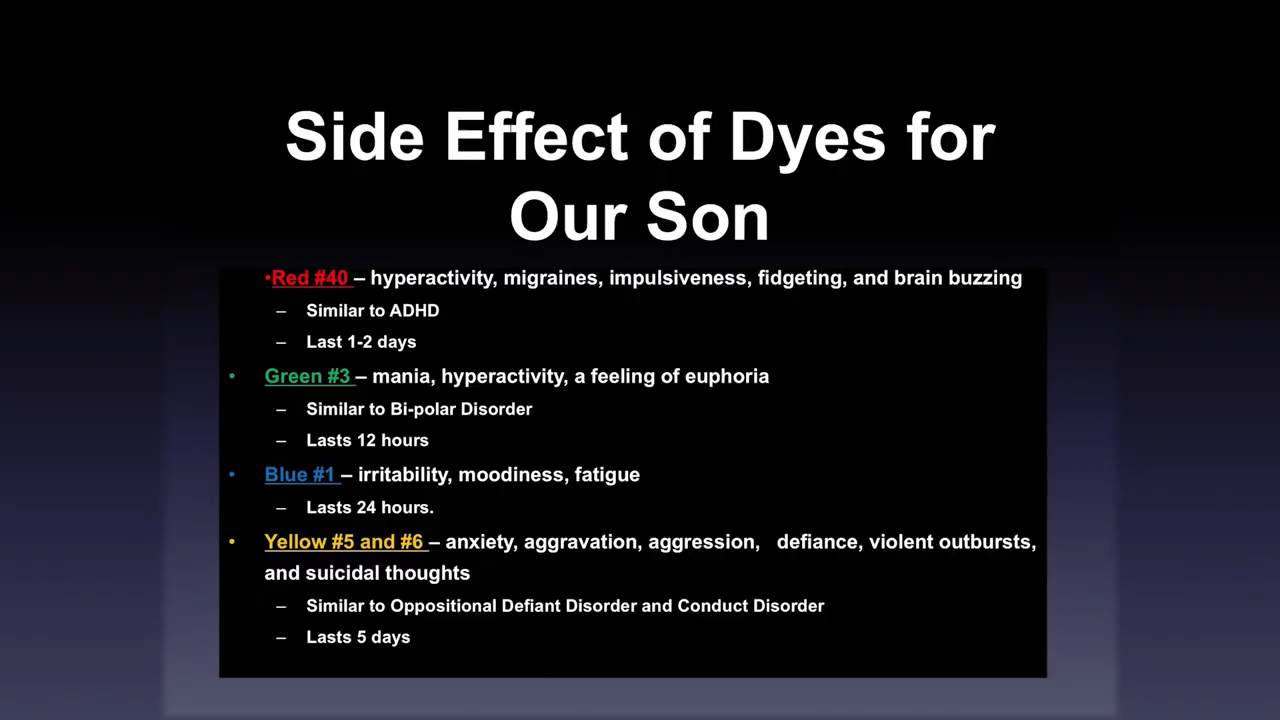 Side Effect of Dyes for
Our Son
•Red #40 – hyperactivity, migraines, impulsiveness, fidgeting, and brain buzzing
– Similar to ADHD
– Last 1-2 days
• Green #3 – mania, hyperactivity, a feeling of euphoria
– Similar to Bi-polar Disorder
– Lasts 12 hours
• Blue #1 – irritability, moodiness, fatigue
– Lasts 24 hours.
• Yellow #5 and #6 – anxiety, aggravation, aggression, defiance, violent outbursts,
and suicidal thoughts
– Similar to Oppositional Defiant Disorder and Conduct Disorder
– Lasts 5 days